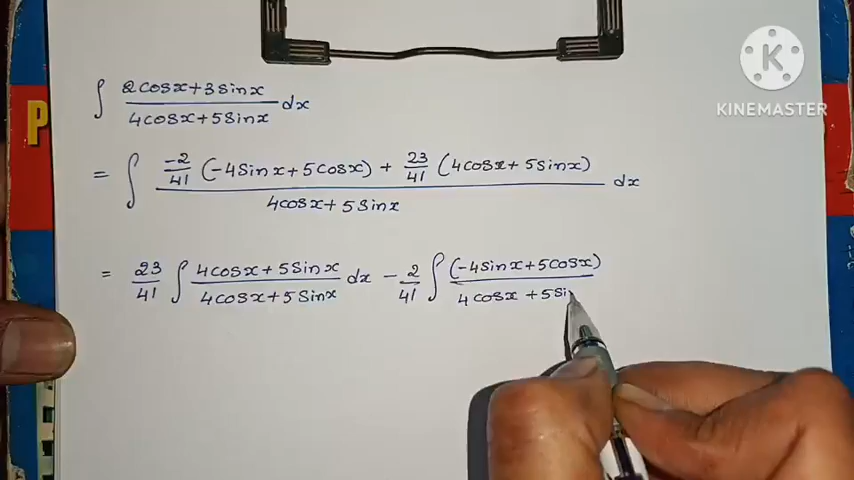 K
KINEMASTER
P
∫ (2cosx+3sinx)/(4cosx+5sinx) dx
= ∫ (-2/41 (-4sinx+5cosx) + 23/41 (4cosx+5sinx))/(4cosx+5sinx) dx
= 23/41 ∫ (4cosx+5sinx)/(4cosx+5sinx) dx - 2/41 ∫ (-4sinx+5cosx)/(4cosx+5sin